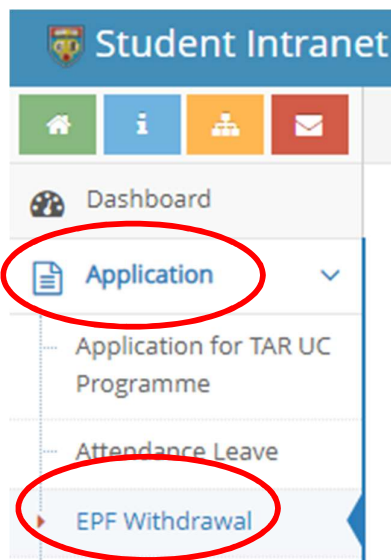 Student Intranet
Dashboard
Application
Application for TAR UC
Programme
Attendance Leave
EPF Withdrawal